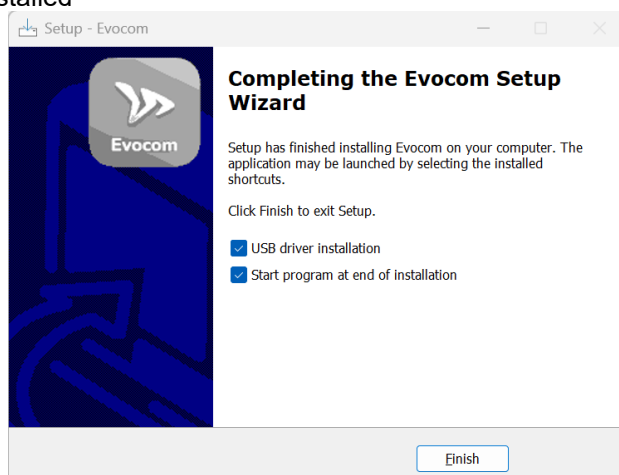 stalled
Setup - Evocom
Evocom
Completing the Evocom Setup
Wizard
Setup has finished installing Evocom on your computer. The
application may be launched by selecting the installed
shortcuts.
Click Finish to exit Setup.
USB driver installation
Start program at end of installation
Finish